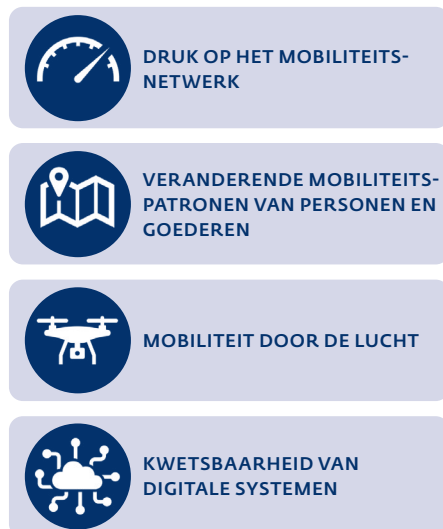 DRUK OP HET MOBILITEITS-
NETWERK
VERANDERENDE MOBILITEITS-
PATRONEN VAN PERSONEN EN
GOEDEREN
MOBILITEIT DOOR DE LUCHT
KWETSBAARHEID VAN
DIGITALE SYSTEMEN